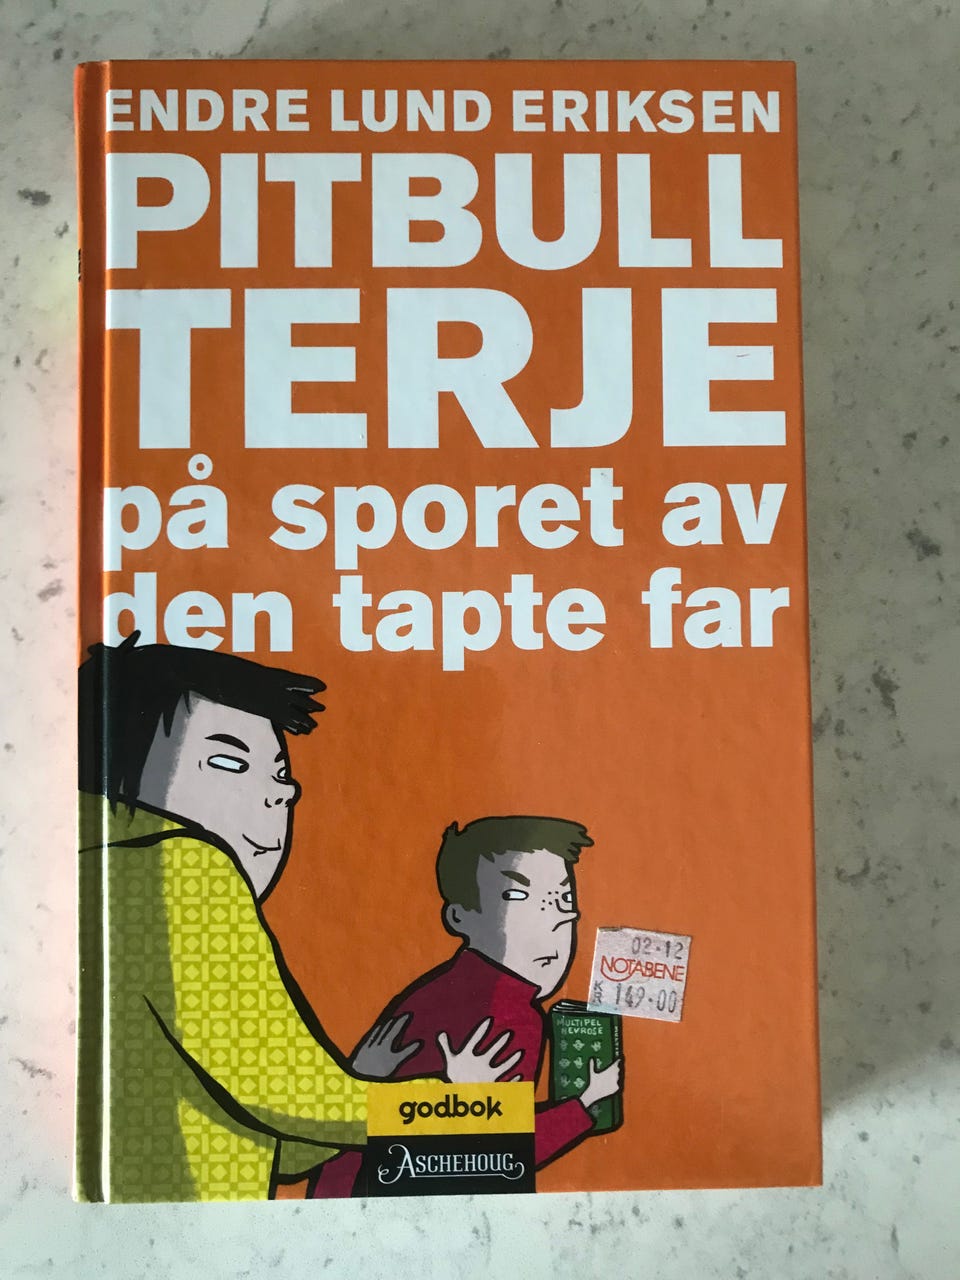 ENDRE LUND ERIKSEN
PITBULL
TERJE
på sporet av
den tapte far
02-12
NOTABENE
KR 149-00
MULTIPEL
NEVROSE
godbok
ASCHEHOUG